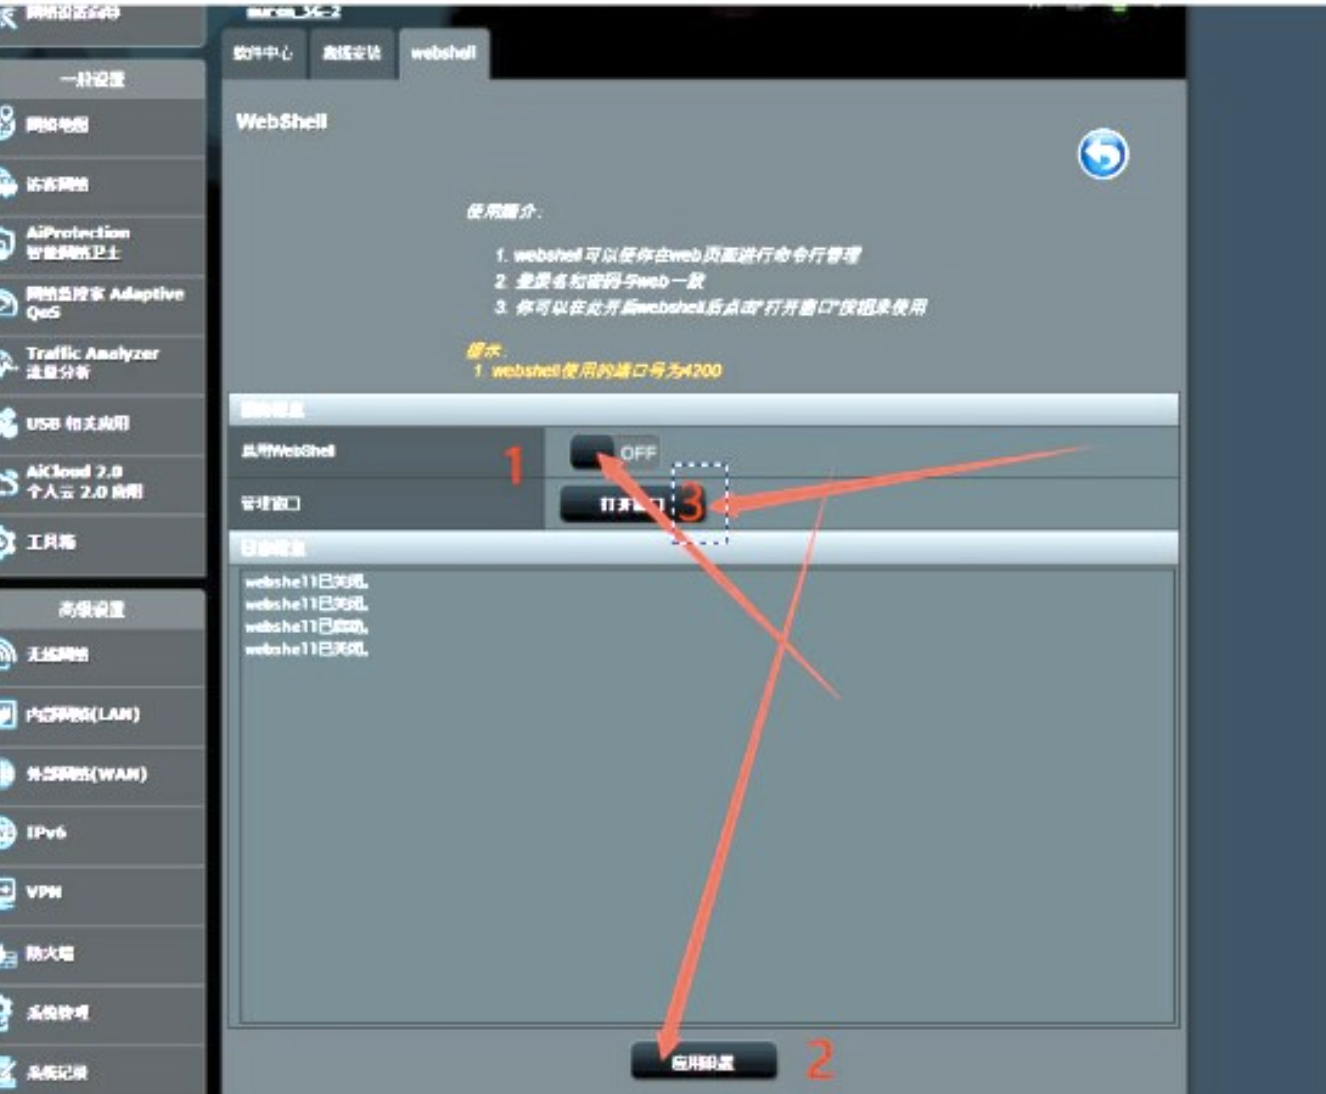 软件中心 离线安装 webshell
一般设置
WebShell
网络地图
访客网络
使用简介：
AiProtection
智能网络卫士
1. webshell可以使你在web页面进行命令行管理
2. 登录名和密码与web一致
网络监控家 Adaptive
QoS
3. 你可以在此开启webshell后点击"打开窗口"按钮来使用
Traffic Analyzer
流量分析
提示：
1. webshell使用的端口号为4200
USB 相关应用
启用WebShell
1
OFF
AiCloud 2.0
个人云 2.0 应用
管理窗口
打开窗口
3
工具箱
webshell已关闭。
webshell已关闭。
webshell已启动。
webshell已关闭。
高级设置
无线网络
内部网络(LAN)
外部网络(WAN)
IPv6
VPN
防火墙
系统管理
系统记录
应用设置
2